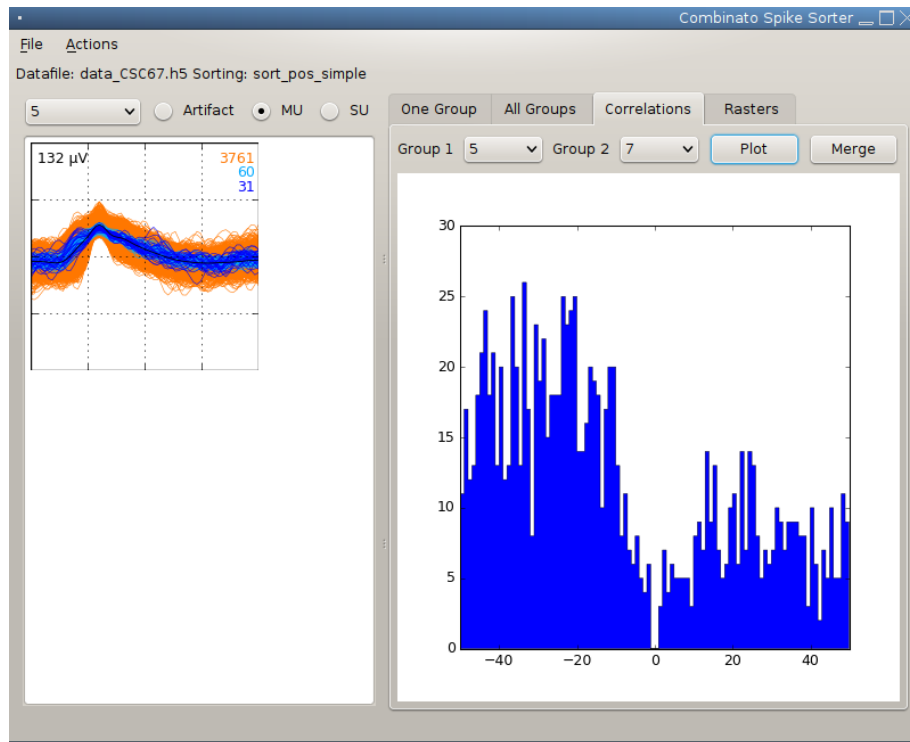 Combinato Spike Sorter
File Actions
Datafile: data_CSC67.h5 Sorting: sort_pos_simple
5 Artifact MU SU
One Group All Groups Correlations Rasters
Group 1 5 Group 2 7 Plot Merge
132 µV 3761
60
31
30
25
20
15
10
5
0
−40 −20 0 20 40